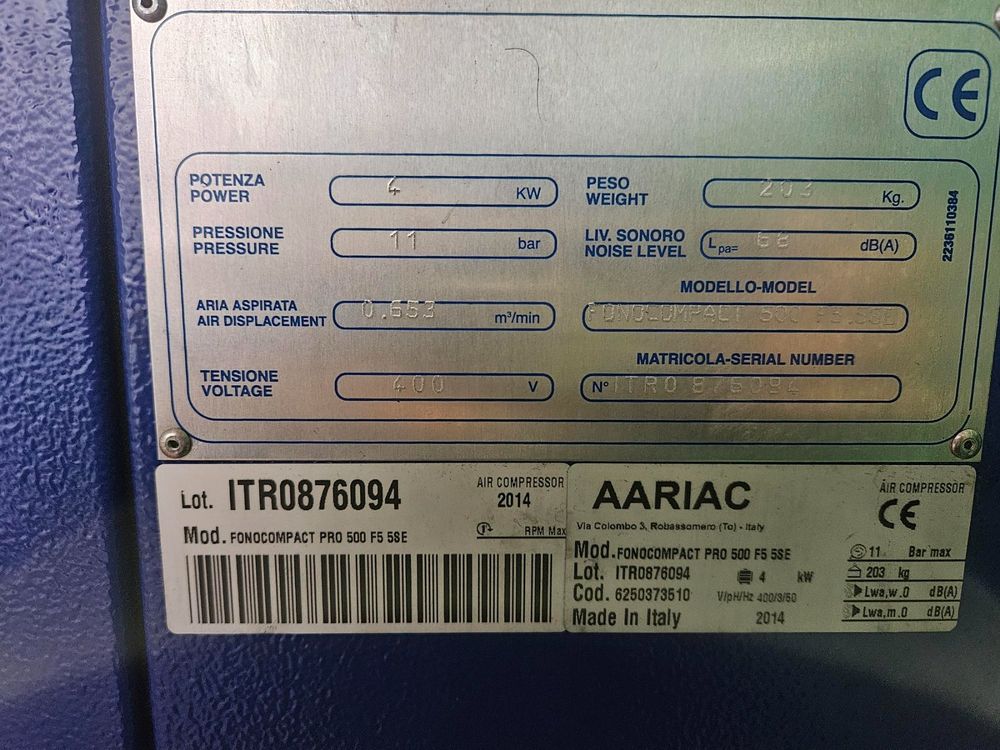 CE
POTENZA
POWER
4 KW
PESO
WEIGHT
203 Kg.
PRESSIONE
PRESSURE
11 bar
LIV. SONORO
NOISE LEVEL
Lpa= 68 dB(A)
2236110384
ARIA ASPIRATA
AIR DISPLACEMENT
0.653 m³/min
MODELLO-MODEL
FONOCOMPACT 500
TENSIONE
VOLTAGE
400 V
MATRICOLA-SERIAL NUMBER
N° ITR0876094
Lot. ITR0876094
AIR COMPRESSOR
2014
Mod. FONOCOMPACT PRO 500 F5 5SE
RPM Max
AARIAC
AIR COMPRESSOR
CE
Via Colombo 3, Robassomero (To) - Italy
Mod. FONOCOMPACT PRO 500 F5 5SE
11 Bar max
Lot. ITR0876094
4 kW
203 kg
Cod. 6250373510
V/pH/Hz 400/3/50
Lwa,w.0 dB(A)
Made In Italy
2014
Lwa,m.0 dB(A)